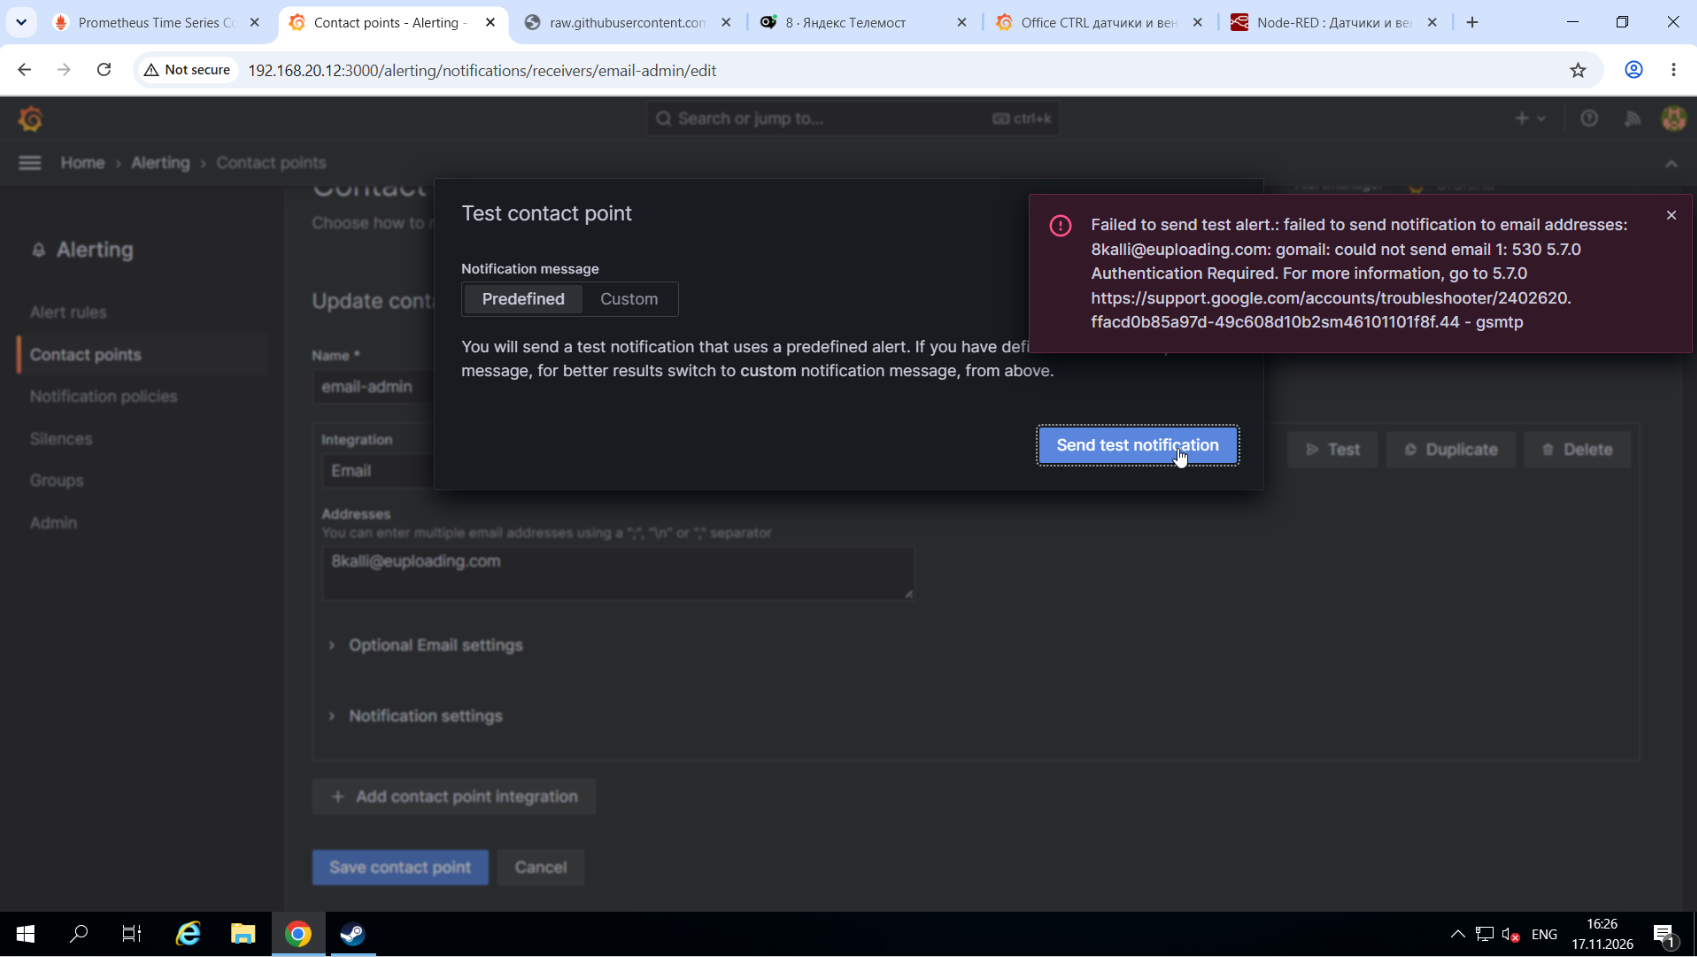 Prometheus Time Series Co
Contact points - Alerting -
raw.githubusercontent.com
8 - Яндекс Телемост
Office CTRL датчики и вен
Node-RED : Датчики и вен
Not secure
192.168.20.12:3000/alerting/notifications/receivers/email-admin/edit
Search or jump to...
ctrl+k
Home › Alerting › Contact points
Contact
Choose how to
Alerting
Alert rules
Contact points
Notification policies
Silences
Groups
Admin
Name *
email-admin
Integration
Email
Test
Duplicate
Delete
Addresses
You can enter multiple email addresses using a ";", "\n" or "," separator
8kalli@euploading.com
Optional Email settings
Notification settings
+ Add contact point integration
Save contact point
Cancel
Test contact point
Notification message
Predefined
Custom
You will send a test notification that uses a predefined alert. If you have
message, for better results switch to custom notification message, from above.
Send test notification
Failed to send test alert.: failed to send notification to email addresses:
8kalli@euploading.com: gomail: could not send email 1: 530 5.7.0
Authentication Required. For more information, go to 5.7.0
https://support.google.com/accounts/troubleshooter/2402620.
ffacd0b85a97d-49c608d10b2sm46101101f8f.44 - gsmtp
ENG
16:26
17.11.2026
1